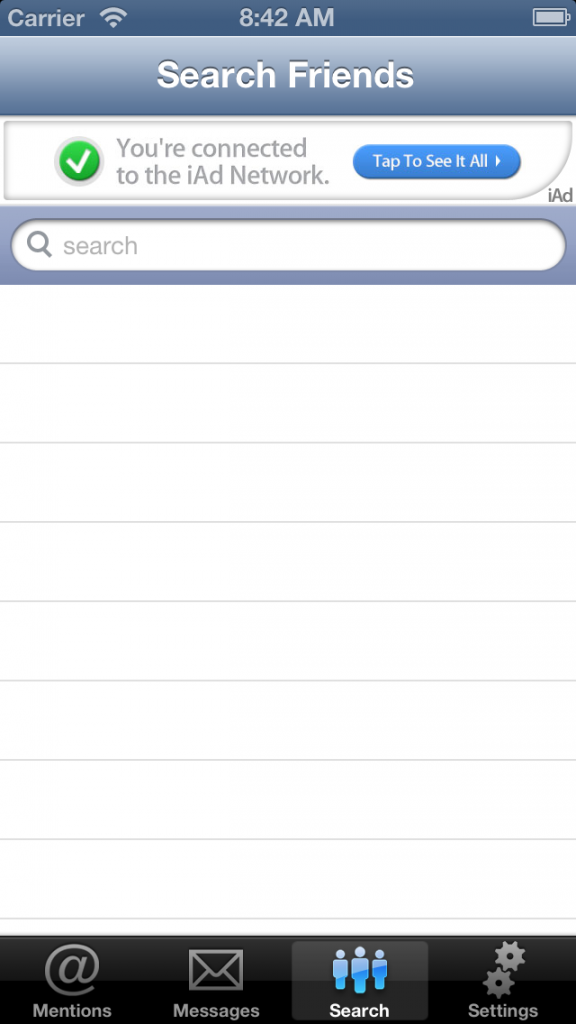 Carrier 8:42 AM
Search Friends
You're connected
to the iAd Network.
Tap To See It All
iAd
search
Mentions Messages Search Settings